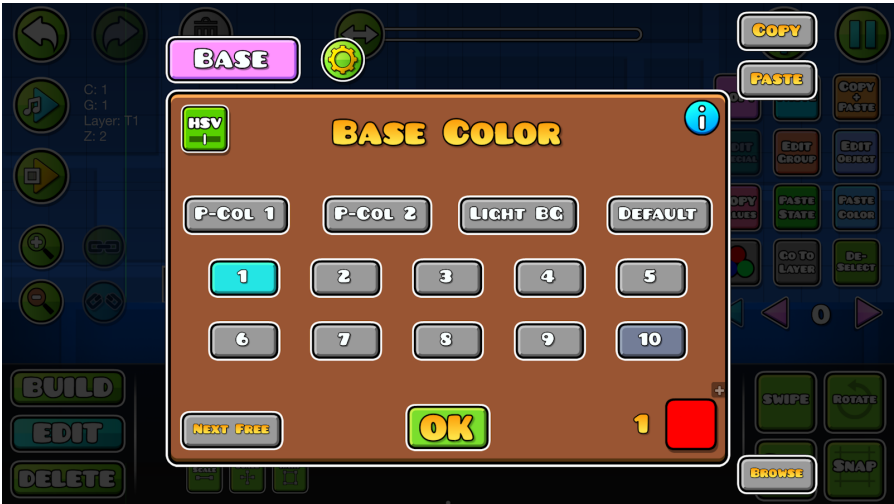 COPY
BASE
PASTE
C: 1
G: 1
Layer: T1
Z: 2
COPY + PASTE
HSV
BASE COLOR
i
EDIT GROUP
EDIT OBJECT
P-COL 1
P-COL 2
LIGHT BG
DEFAULT
PASTE STATE
PASTE COLOR
1
2
3
4
5
GO TO LAYER
DE-SELECT
6
7
8
9
10
0
BUILD
EDIT
DELETE
NEXT FREE
OK
1
+
SWIPE
ROTATE
BROWSE
SNAP
SCALE